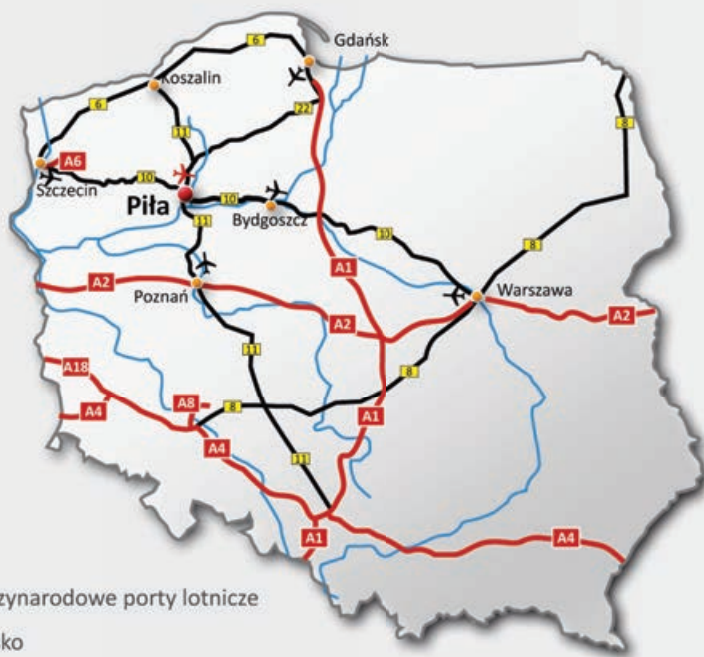 6
Gdańsk
Koszalin
6
11
22
8
A6
Szczecin
10
Piła
10
Bydgoszcz
11
10
8
A1
A2
Poznań
Warszawa
A2
A2
11
A18
8
A4
A8
8
A1
A4
11
A1
A4
zynarodowe porty lotnicze
sko